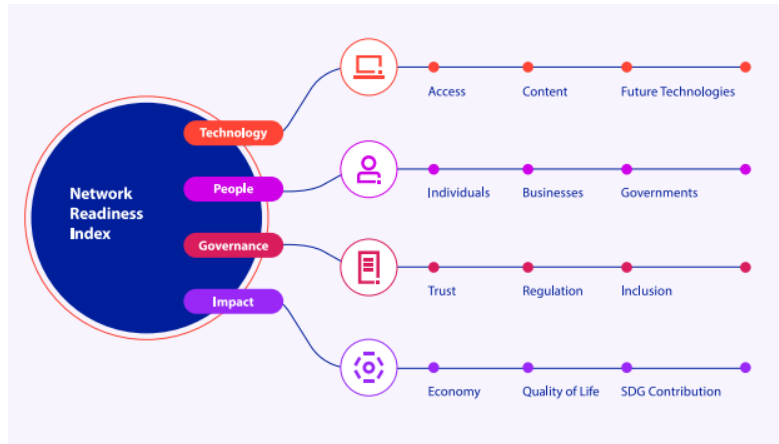 Network
Readiness
Index
Technology
Access
Content
Future Technologies
People
Individuals
Businesses
Governments
Governance
Trust
Regulation
Inclusion
Impact
Economy
Quality of Life
SDG Contribution